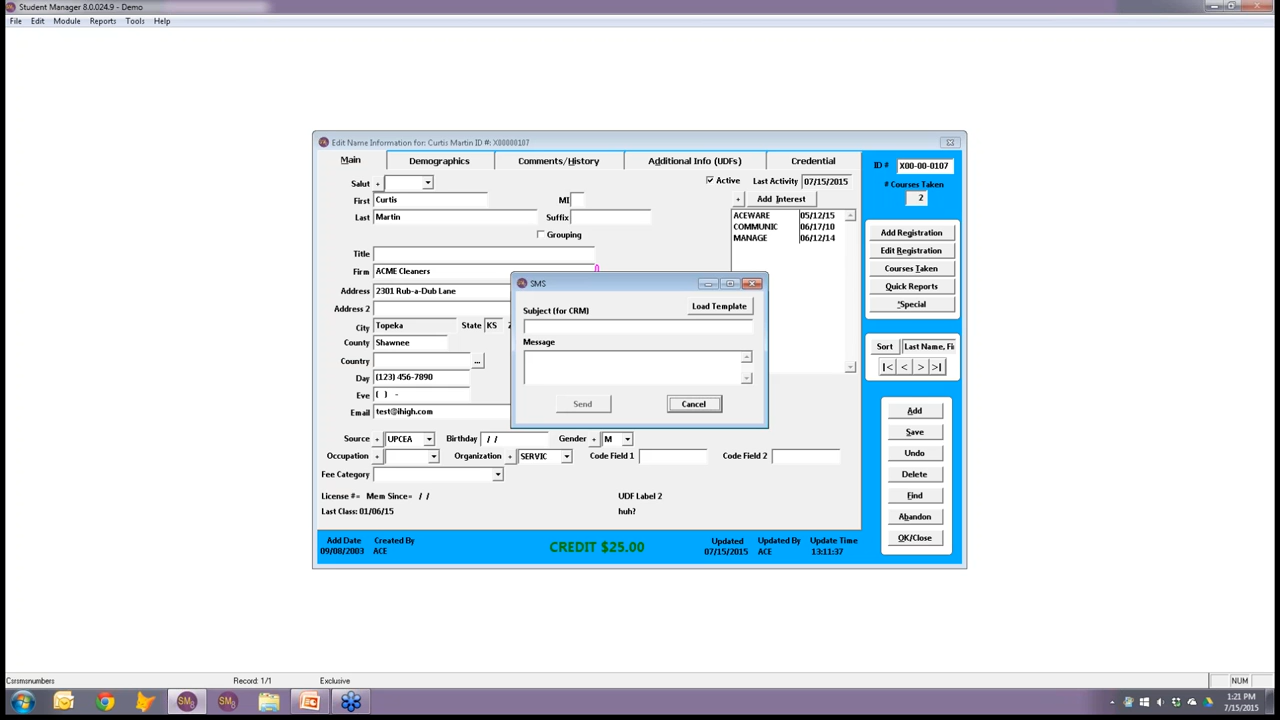 Student Manager 8.0.024.9 - Demo
File Edit Module Reports Tools Help
Edit Name Information for: Curtis Martin ID #: X00000107
Main Demographics Comments/History Additional Info (UDFs) Credential
ID # X00-00-0107
# Courses Taken
2
Salut +
Active Last Activity 07/15/2015
First Curtis MI
+ Add Interest
Last Martin Suffix
ACEWARE 05/12/15
COMMUNIC 06/17/10
MANAGE 06/12/14
Grouping
Title
Firm ACME Cleaners
Address 2301 Rub-a-Dub Lane
Address 2
City Topeka State KS
County Shawnee
Country ...
Day (123) 456-7890
Eve ( ) -
Email test@ihigh.com
SMS
Subject (for CRM) Load Template
Message
Send Cancel
Source + UPCEA Birthday / / Gender + M
Occupation + Organization + SERVIC Code Field 1 Code Field 2
Fee Category
License #= Mem Since= / / UDF Label 2
Last Class: 01/06/15 huh?
Add Registration
Edit Registration
Courses Taken
Quick Reports
*Special
Sort Last Name, Fi
|< < > >|
Add
Save
Undo
Delete
Find
Abandon
OK/Close
Add Date Created By Updated Updated By Update Time
09/08/2003 ACE CREDIT $25.00 07/15/2015 ACE 13:11:37
Csrsmsnumbers Record: 1/1 Exclusive NUM
1:21 PM
7/15/2015